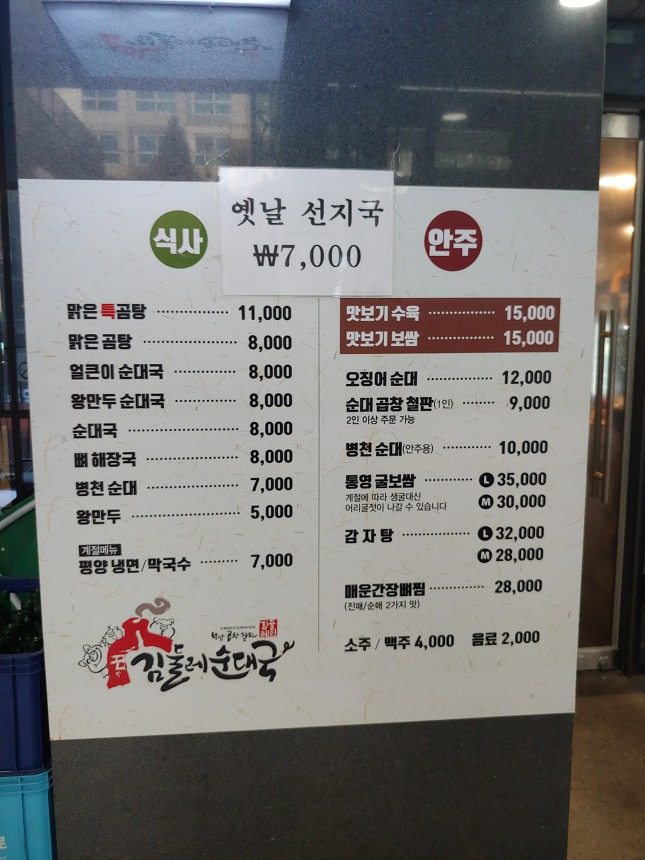 옛날 선지국
₩7,000
식사
맑은 특곰탕 11,000
맑은 곰탕 8,000
얼큰이 순대국 8,000
왕만두 순대국 8,000
순대국 8,000
뼈 해장국 8,000
병천 순대 7,000
왕만두 5,000
계절메뉴
평양 냉면/막국수 7,000
김둘레순대국
안주
맛보기 수육 15,000
맛보기 보쌈 15,000
오징어 순대 12,000
순대 곱창 철판(1인) 9,000
2인 이상 주문 가능
병천 순대(안주용) 10,000
통영 굴보쌈 L 35,000
계절에 따라 생굴대신
어리굴젓이 나갈 수 있습니다
M 30,000
감자탕 L 32,000
M 28,000
매운간장뼈찜 28,000
(진매/순매 2가지 맛)
소주 / 맥주 4,000 음료 2,000